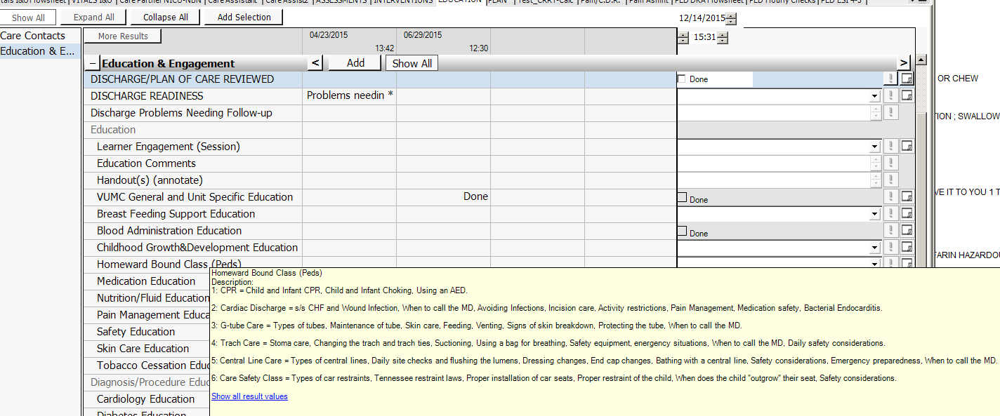 VITALS I&O
Care Partner NICU-NBN
Care Assistant
Care Assist2
ASSESSMENTS
INTERVENTIONS
EDUCATION
PLAN
Test_CRRT-Calc
Pain/C.D.R.
Pain Asmnt
PED DKA Flowsheet
PED Hourly Checks
PED ESI 4-5
Show All
Expand All
Collapse All
Add Selection
12/14/2015
Care Contacts
Education & E...
More Results
04/23/2015
06/29/2015
13:42
12:30
15:31
− Education & Engagement
<
Add
Show All
>
DISCHARGE/PLAN OF CARE REVIEWED
Done
OR CHEW
DISCHARGE READINESS
Problems needin *
Discharge Problems Needing Follow-up
TION ; SWALLOW
Education
Learner Engagement (Session)
Education Comments
Handout(s) (annotate)
VUMC General and Unit Specific Education
Done
Done
VE IT TO YOU 1 T
Breast Feeding Support Education
Blood Administration Education
Done
Childhood Growth&Development Education
FARIN HAZARDOU
Homeward Bound Class (Peds)
Medication Education
Nutrition/Fluid Education
Pain Management Educa
Safety Education
Skin Care Education
Tobacco Cessation Educ
Diagnosis/Procedure Educ
Cardiology Education
Diabetes Education
Homeward Bound Class (Peds)
Description:
1: CPR = Child and Infant CPR, Child and Infant Choking, Using an AED.
2: Cardiac Discharge = s/s CHF and Wound Infection, When to call the MD, Avoiding Infections, Incision care, Activity restrictions, Pain Management, Medication safety, Bacterial Endocarditis.
3: G-tube Care = Types of tubes, Maintenance of tube, Skin care, Feeding, Venting, Signs of skin breakdown, Protecting the tube, When to call the MD.
4: Trach Care = Stoma care, Changing the trach and trach ties, Suctioning, Using a bag for breathing, Safety equipment, energency situations, When to call the MD, Daily safety considerations.
5: Central Line Care = Types of central lines, Daily site checks and flushing the lumens, Dressing changes, End cap changes, Bathing with a central line, Safety considerations, Emergency preparedness, When to call the MD.
6: Care Safety Class = Types of car restraints, Tennessee restraint laws, Proper installation of car seats, Proper restraint of the child, When does the child "outgrow" their seat, Safety considerations.
Show all result values